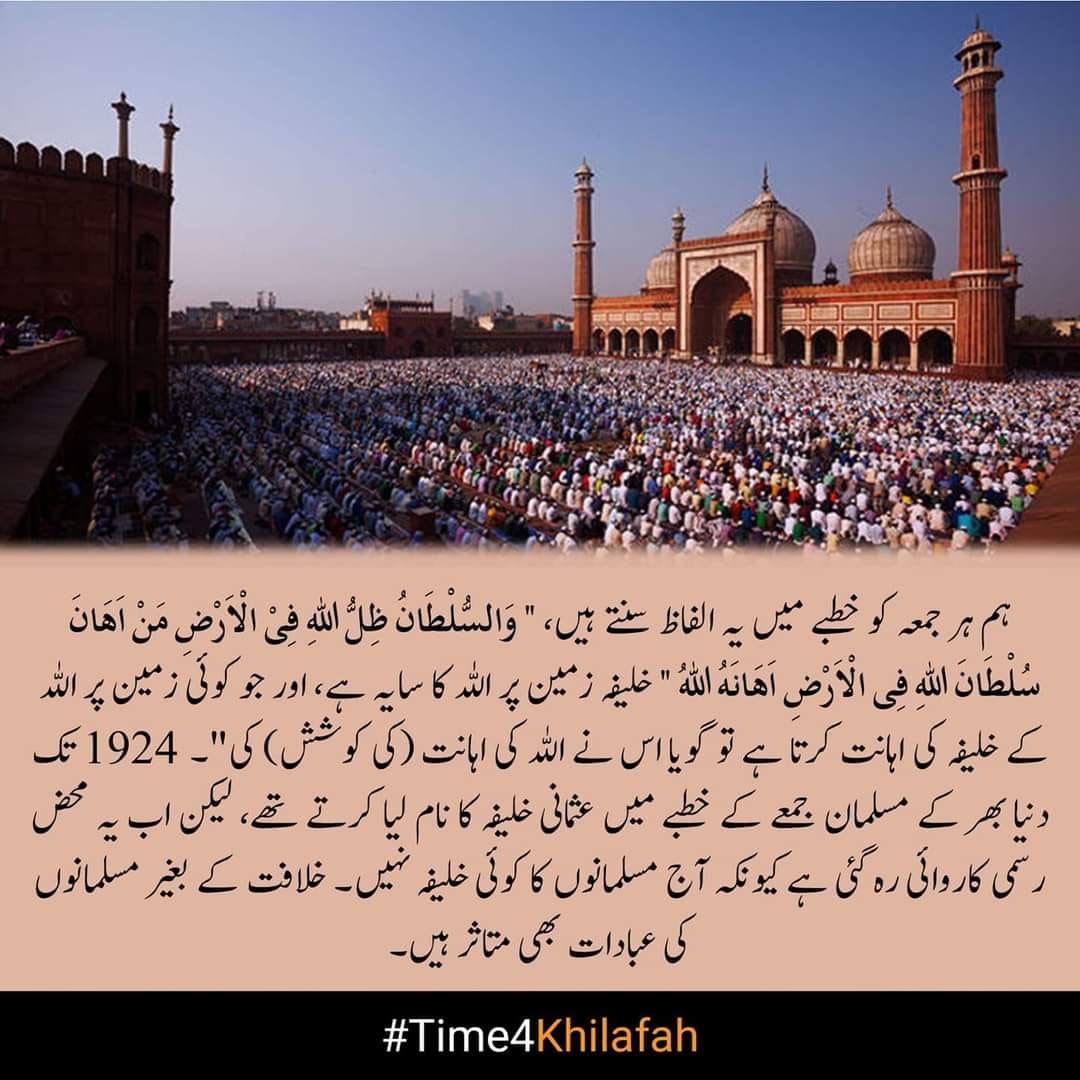 ہم ہر جمعہ کو خطبے میں یہ الفاظ سنتے ہیں، " وَالسُّلْطَانُ ظِلُّ اللهِ فِیْ الْاَرْضِ مَنْ اَھَانَ
سُلْطَانَ اللهِ فِی الْاَرْضِ اَھَانَهُ اللهُ " خلیفہ زمین پر اللہ کا سایہ ہے، اور جو کوئی زمین پر اللہ
کے خلیفہ کی اہانت کرتا ہے تو گویا اس نے اللہ کی اہانت (کی کوشش) کی"۔ 1924 تک
دنیا بھر کے مسلمان جمعے کے خطبے میں عثمانی خلیفہ کا نام لیا کرتے تھے، لیکن اب یہ محض
رسمی کاروائی رہ گئی ہے کیونکہ آج مسلمانوں کا کوئی خلیفہ نہیں۔ خلافت کے بغیر مسلمانوں
کی عبادات بھی متاثر ہیں۔
#Time4Khilafah